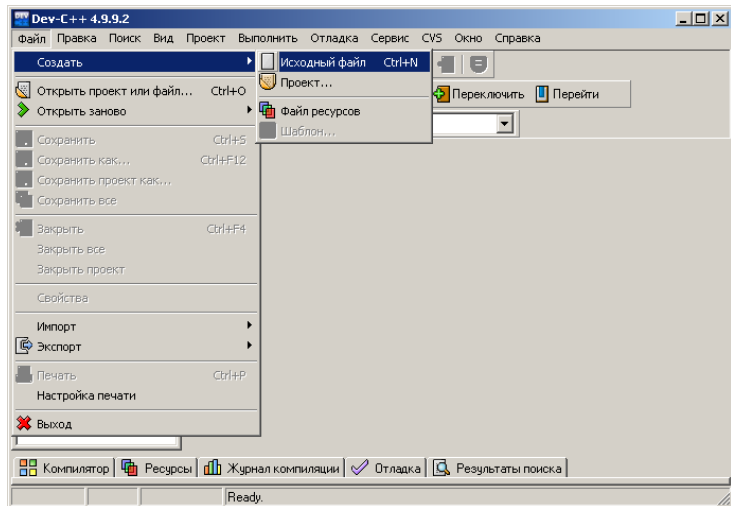 Dev-C++ 4.9.9.2
Файл Правка Поиск Вид Проект Выполнить Отладка Сервис CVS Окно Справка
Создать
Исходный файл Ctrl+N
Проект...
Файл ресурсов
Шаблон...
Переключить Перейти
Открыть проект или файл... Ctrl+O
Открыть заново
Сохранить Ctrl+S
Сохранить как... Ctrl+F12
Сохранить проект как...
Сохранить все
Закрыть Ctrl+F4
Закрыть все
Закрыть проект
Свойства
Импорт
Экспорт
Печать Ctrl+P
Настройка печати
Выход
Компилятор Ресурсы Журнал компиляции Отладка Результаты поиска
Ready.